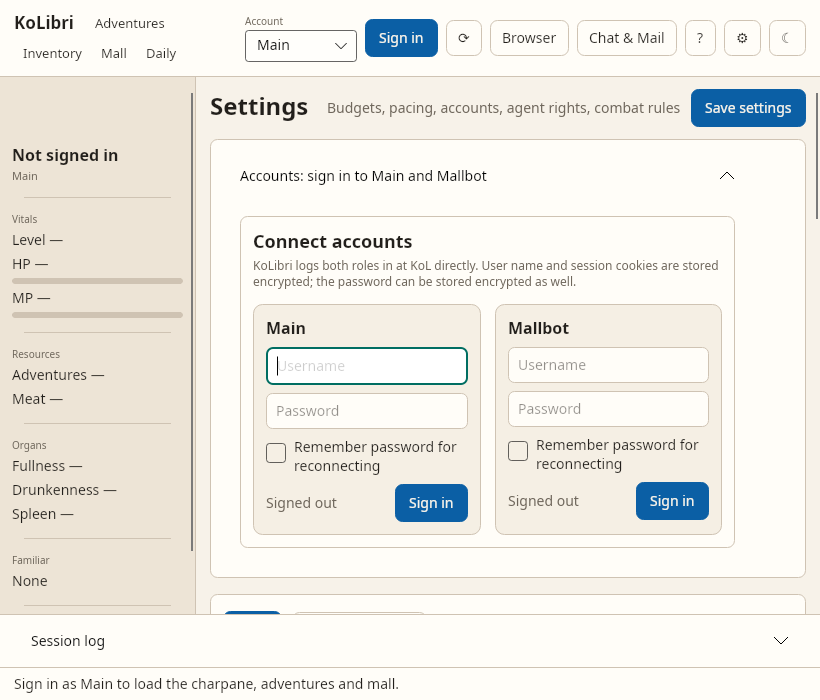 KoLibri
Adventures
Inventory Mall Daily
Account
Main
Sign in
⟳
Browser
Chat & Mail
?
⚙
☾
Not signed in
Main
Vitals
Level —
HP —
MP —
Resources
Adventures —
Meat —
Organs
Fullness —
Drunkenness —
Spleen —
Familiar
None
Settings
Budgets, pacing, accounts, agent rights, combat rules
Save settings
Accounts: sign in to Main and Mallbot
Connect accounts
KoLibri logs both roles in at KoL directly. User name and session cookies are stored
encrypted; the password can be stored encrypted as well.
Main
Username
Password
Remember password for
reconnecting
Signed out
Sign in
Mallbot
Username
Password
Remember password for
reconnecting
Signed out
Sign in
Session log
Sign in as Main to load the charpane, adventures and mall.